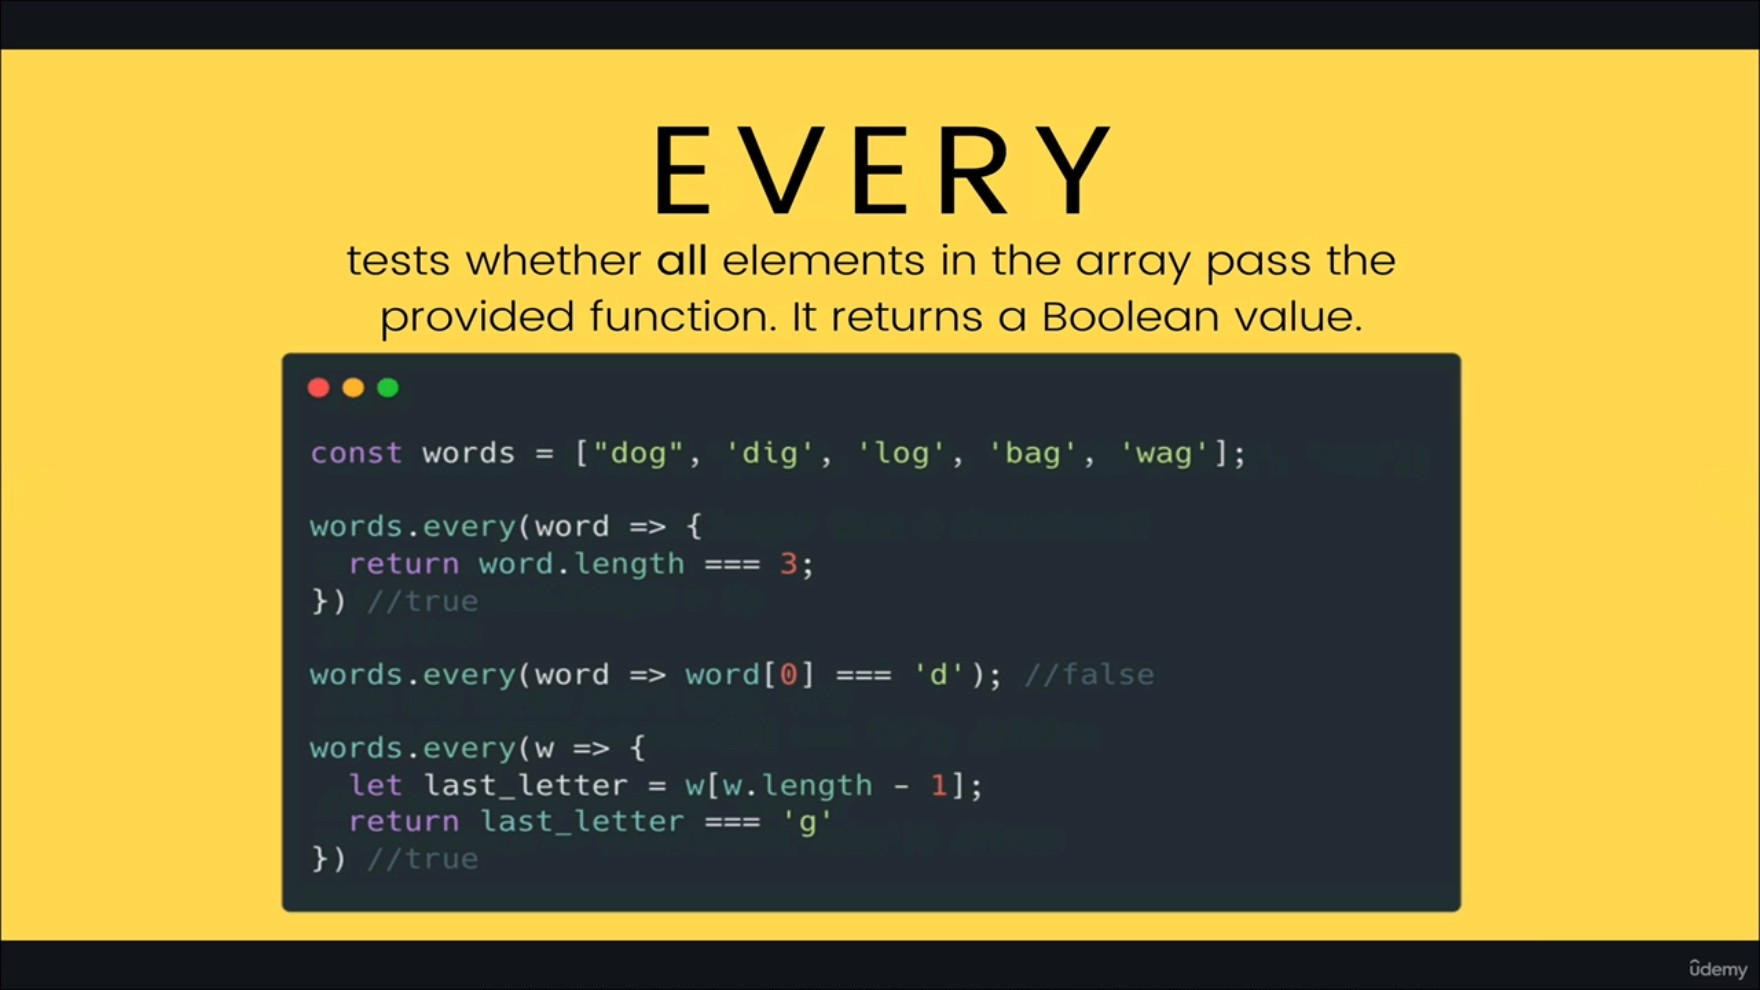 EVERY
tests whether all elements in the array pass the
provided function. It returns a Boolean value.
const words = ["dog", 'dig', 'log', 'bag', 'wag'];
words.every(word => {
  return word.length === 3;
}) //true
words.every(word => word[0] === 'd'); //false
words.every(w => {
  let last_letter = w[w.length - 1];
  return last_letter === 'g'
}) //true
ûdemy